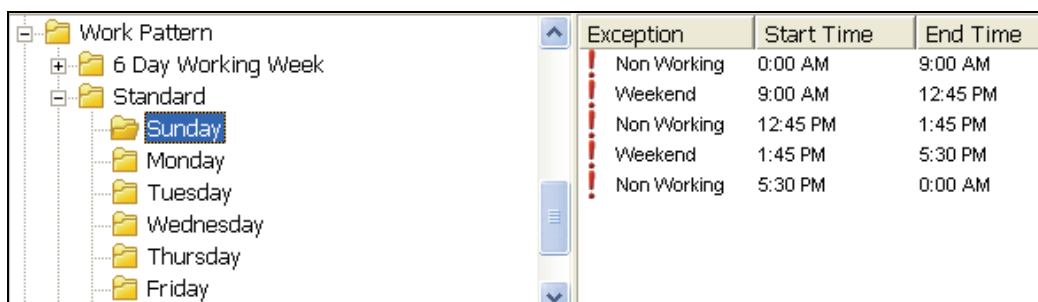 Work Pattern
6 Day Working Week
Standard
Sunday
Monday
Tuesday
Wednesday
Thursday
Friday
Exception Start Time End Time
Non Working 0:00 AM 9:00 AM
Weekend 9:00 AM 12:45 PM
Non Working 12:45 PM 1:45 PM
Weekend 1:45 PM 5:30 PM
Non Working 5:30 PM 0:00 AM